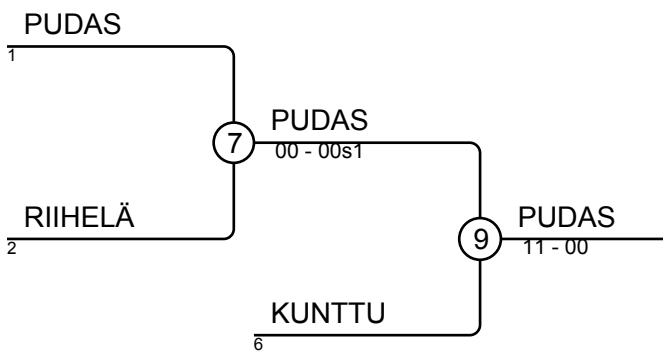 PUDAS
1
7
PUDAS
00 - 00s1
RIIHELÄ
2
9
PUDAS
11 - 00
KUNTTU
6